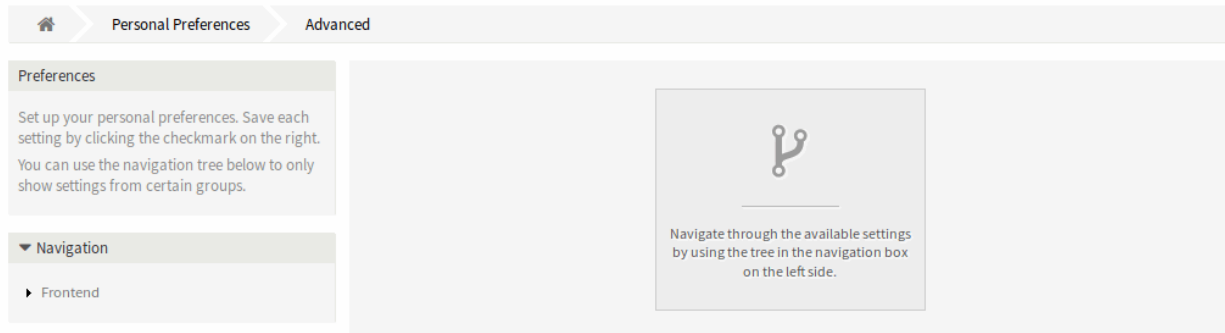 Personal Preferences
Advanced
Preferences
Set up your personal preferences. Save each
setting by clicking the checkmark on the right.
You can use the navigation tree below to only
show settings from certain groups.
Navigation
Frontend
Navigate through the available settings
by using the tree in the navigation box
on the left side.